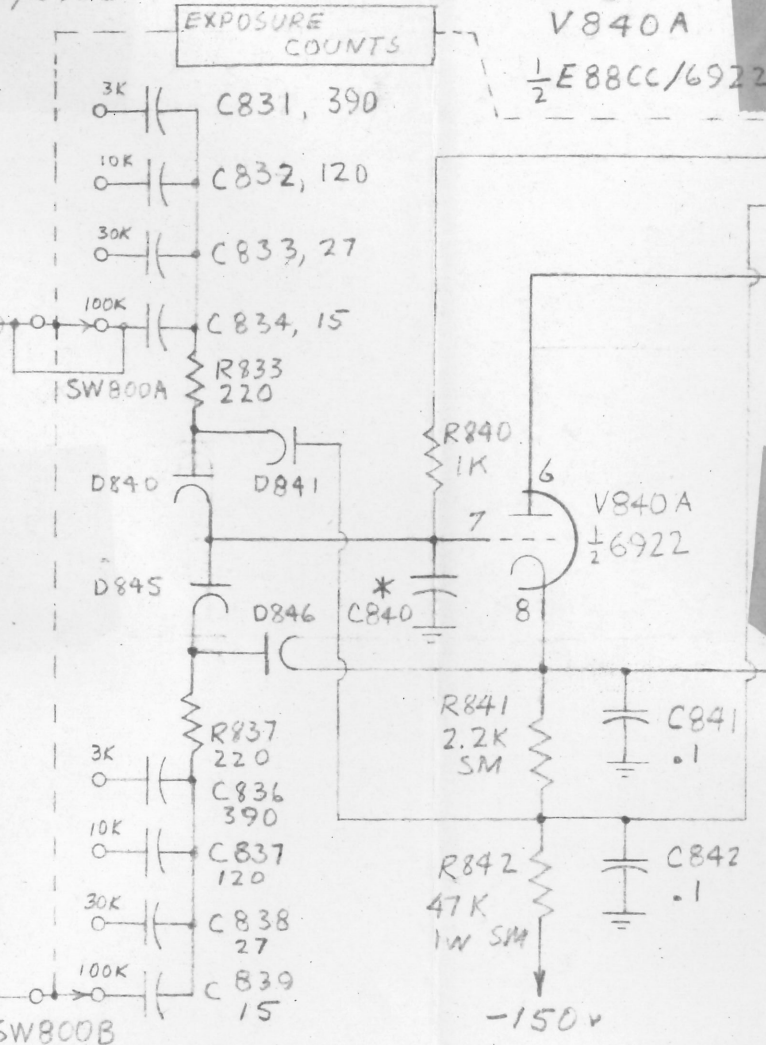 EXPOSURE
COUNTS
V840A
½E88CC/6922
3K
C831, 390
10K
C832, 120
30K
C833, 27
100K
C834, 15
SW800A
R833
220
R840
1K
D840
D841
6
7
V840A
½6922
D845
D846
*
C840
8
R841
2.2K
SM
C841
.1
R837
220
3K
C836
390
10K
C837
120
R842
47K
1W SM
C842
.1
30K
C838
27
100K
C839
15
SW800B
-150v